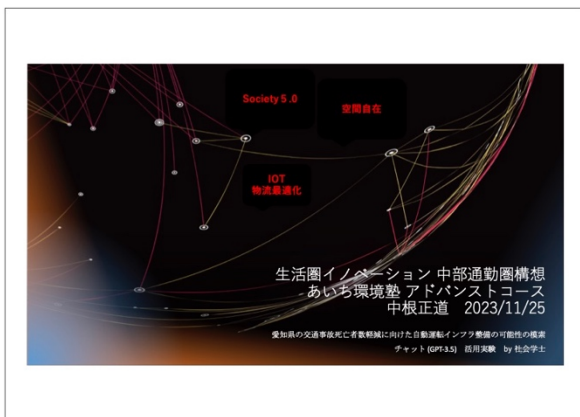 Society 5 .0
空間自在
IOT
物流最適化
生活圏イノベーション 中部通勤圏構想
あいち環境塾 アドバンストコース
中根正道 2023/11/25
愛知県の交通事故死亡者数軽減に向けた自動運転インフラ整備の可能性の模索
チャット(GPT-3.5) 活用実験 by 社会学士